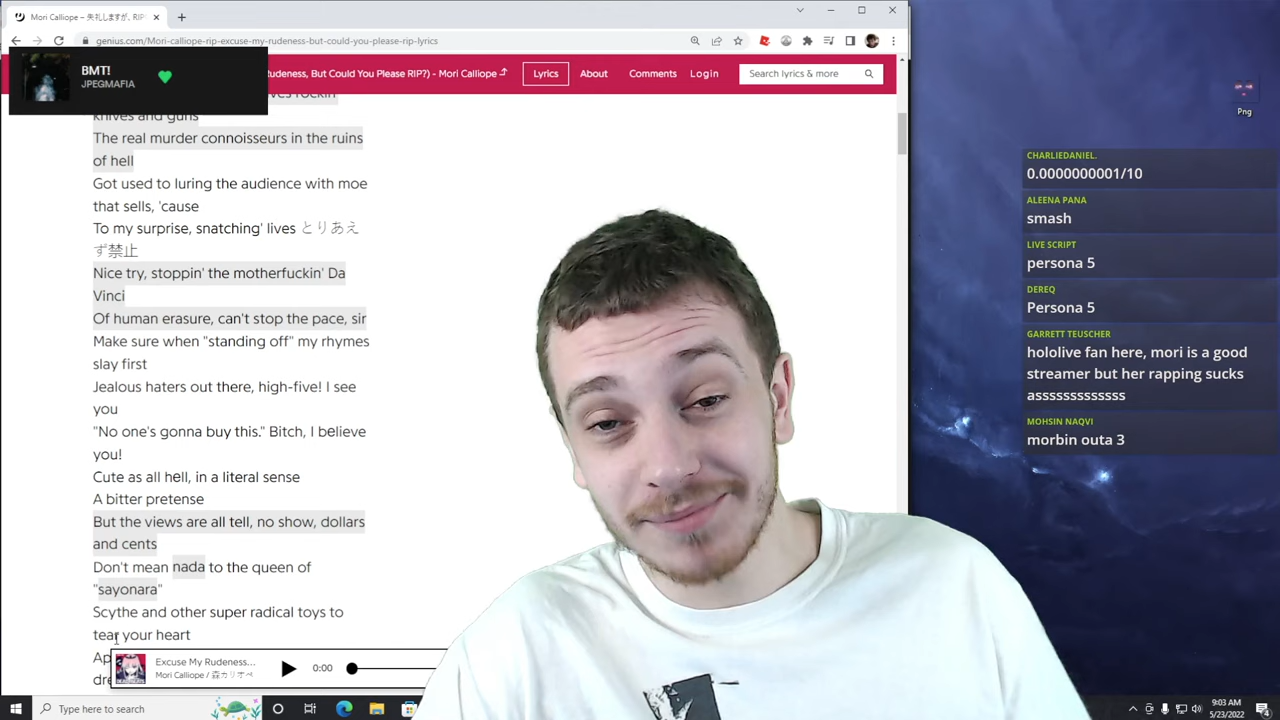 Mori Calliope – 失礼しますが、RIP
genius.com/Mori-calliope-rip-excuse-my-rudeness-but-could-you-please-rip-lyrics
BMT!
JPEGMAFIA
Rudeness, But Could You Please RIP?) - Mori Calliope
Lyrics
About
Comments
Login
Search lyrics & more
knives and guns
The real murder connoisseurs in the ruins
of hell
Got used to luring the audience with moe
that sells, 'cause
To my surprise, snatching' lives とりあえ
ず禁止
Nice try, stoppin' the motherfuckin' Da
Vinci
Of human erasure, can't stop the pace, sir
Make sure when "standing off" my rhymes
slay first
Jealous haters out there, high-five! I see
you
"No one's gonna buy this." Bitch, I believe
you!
Cute as all hell, in a literal sense
A bitter pretense
But the views are all tell, no show, dollars
and cents
Don't mean nada to the queen of
"sayonara"
Scythe and other super radical toys to
tear your heart
Ap
dre
Excuse My Rudeness...
Mori Calliope / 森カリオペ
0:00
Png
CHARLIEDANIEL.
0.0000000001/10
ALEENA PANA
smash
LIVE SCRIPT
persona 5
DEREQ
Persona 5
GARRETT TEUSCHER
hololive fan here, mori is a good
streamer but her rapping sucks
asssssssssssss
MOHSIN NAQVI
morbin outa 3
Type here to search
9:03 AM
5/23/2022